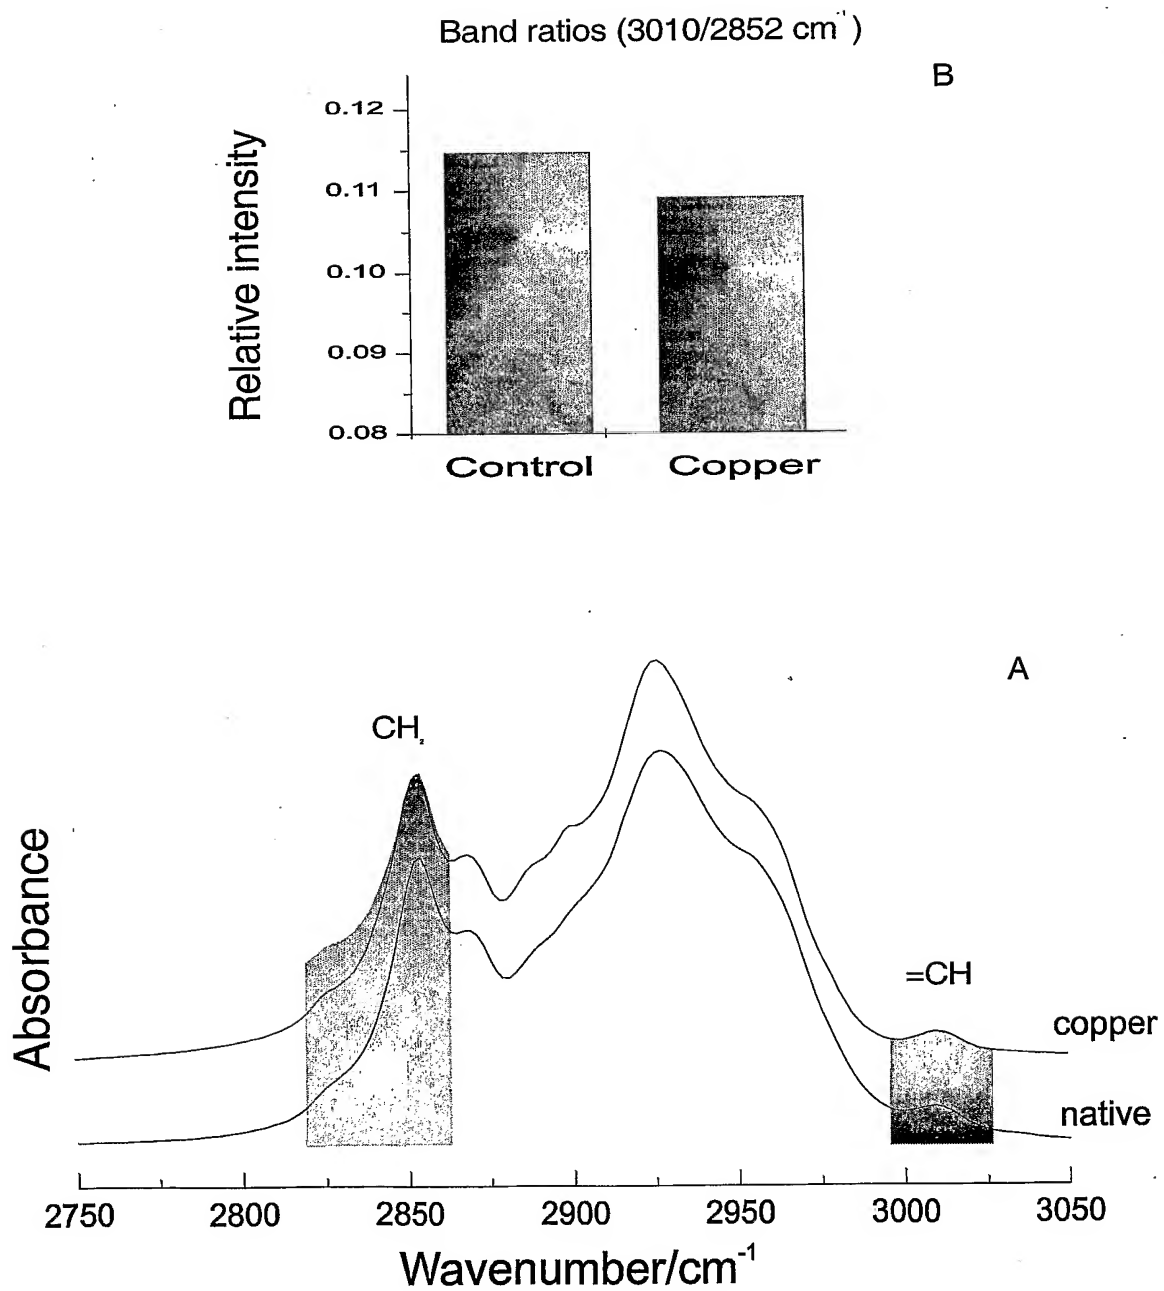 Band ratios (3010/2852 cm⁻¹)
B
Relative intensity
0.12
0.11
0.10
0.09
0.08
Control Copper
A
CH₂
=CH
copper
native
Absorbance
2750 2800 2850 2900 2950 3000 3050
Wavenumber/cm⁻¹